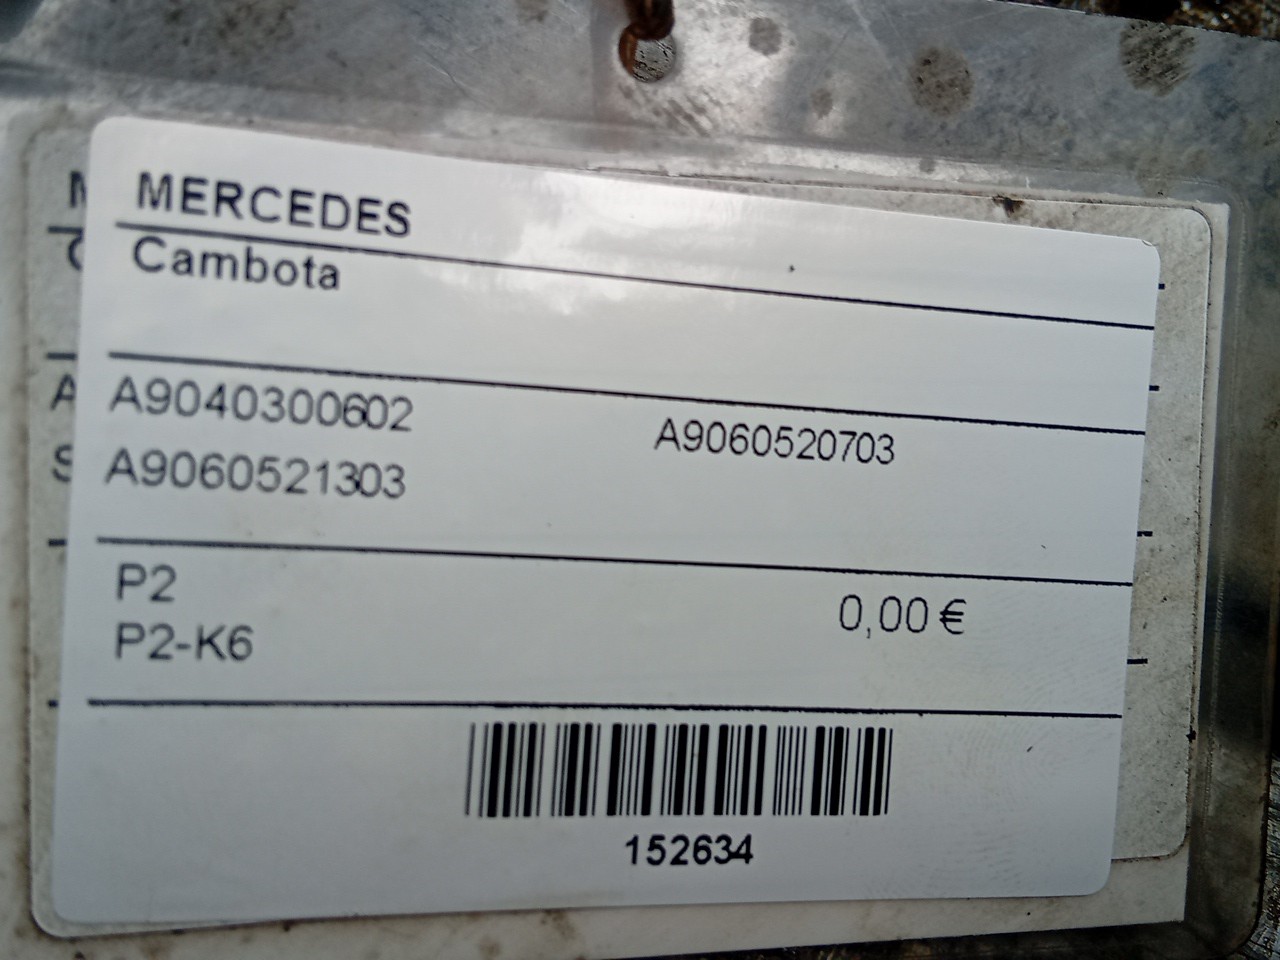 MERCEDES
Cambota
A9040300602 A9060520703
A9060521303
P2 0,00 €
P2-K6
152634